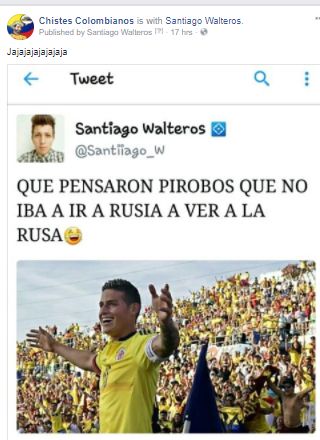 Chistes Colombianos is with Santiago Walteros.
Published by Santiago Walteros [?] · 17 hrs ·
Jajajajajajajaja
Tweet
Santiago Walteros
@Santiiago_W
QUE PENSARON PIROBOS QUE NO
IBA A IR A RUSIA A VER A LA
RUSA😂